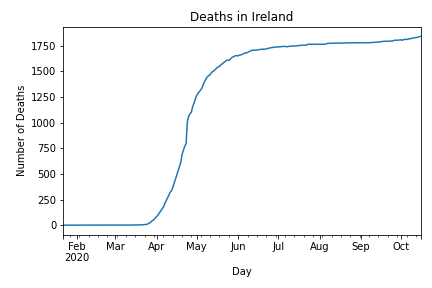 Deaths in Ireland
Number of Deaths
1750
1500
1250
1000
750
500
250
0
Feb Mar Apr May Jun Jul Aug Sep Oct
2020
Day